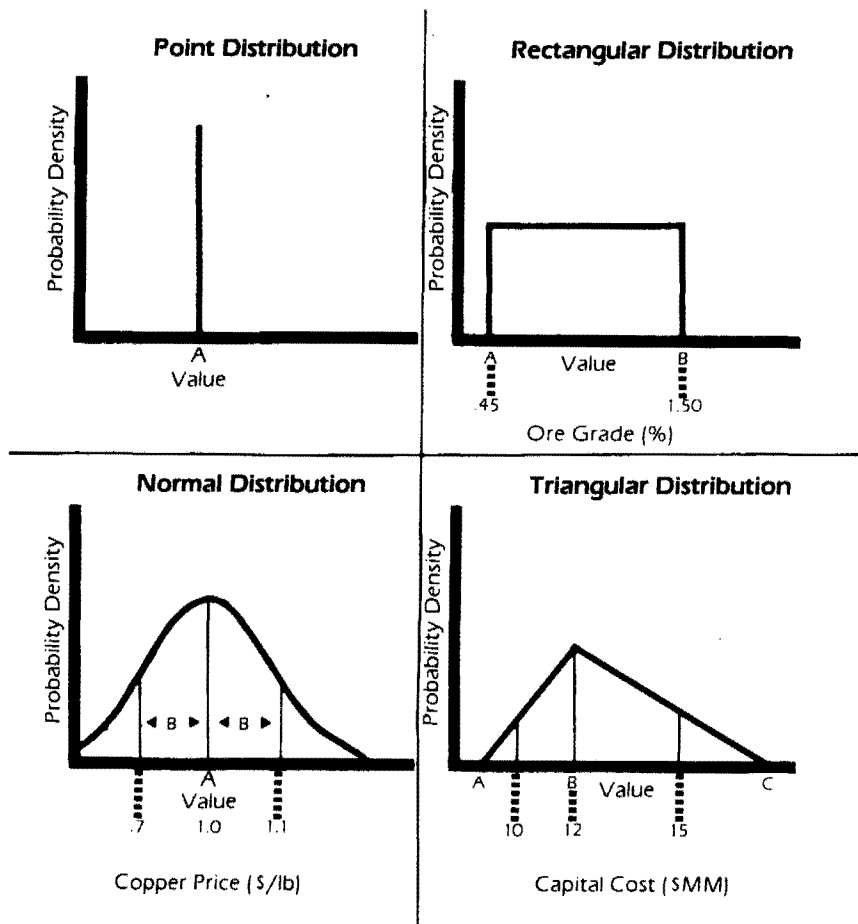 Point Distribution
Probability Density
A
Value
Rectangular Distribution
Probability Density
A Value B
.45 1.50
Ore Grade (%)
Normal Distribution
Probability Density
B B
A
Value
.7 1.0 1.1
Copper Price ($/lb)
Triangular Distribution
Probability Density
A B Value C
10 12 15
Capital Cost ($MM)